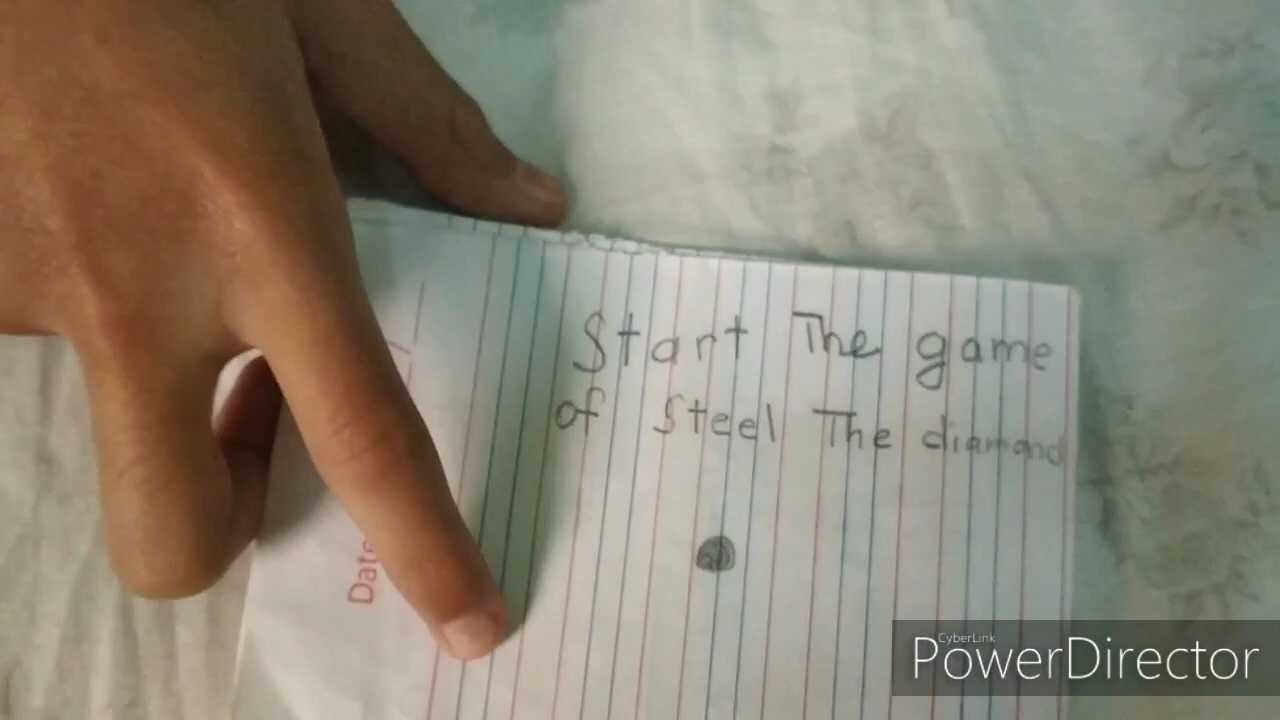 Start The game
of Steel The diamond
Date
CyberLink
PowerDirector